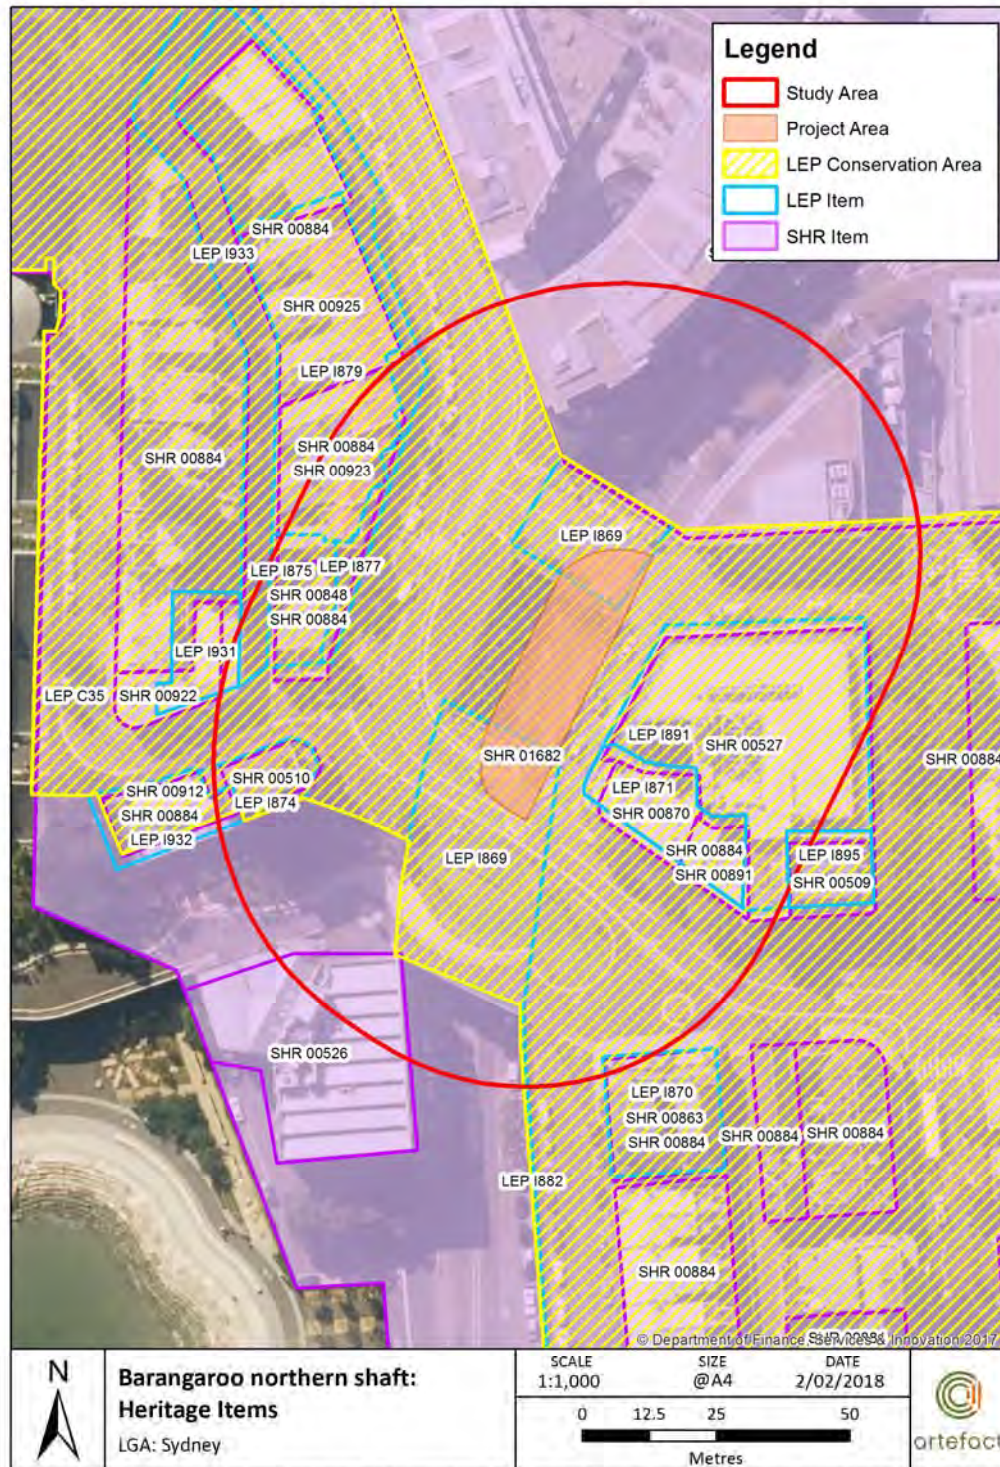 Legend
Study Area
Project Area
LEP Conservation Area
LEP Item
SHR Item
SHR 00884
LEP I933
SHR 00925
LEP I879
SHR 00884
SHR 00923
SHR 00884
LEP I869
LEP I875
LEP I877
SHR 00848
SHR 00884
LEP I931
LEP C35
SHR 00922
SHR 01682
LEP I891
SHR 00527
SHR 00884
LEP I871
SHR 00870
SHR 00510
LEP I874
SHR 00912
SHR 00884
LEP I932
LEP I869
SHR 00884
SHR 00891
LEP I895
SHR 00509
SHR 00526
LEP I870
SHR 00863
SHR 00884
SHR 00884
SHR 00884
LEP I882
SHR 00884
© Department of Finance, Services & Innovation 2017
N
Barangaroo northern shaft:
Heritage Items
LGA: Sydney
SCALE
1:1,000
SIZE
@A4
DATE
2/02/2018
0 12.5 25 50
Metres
artefact